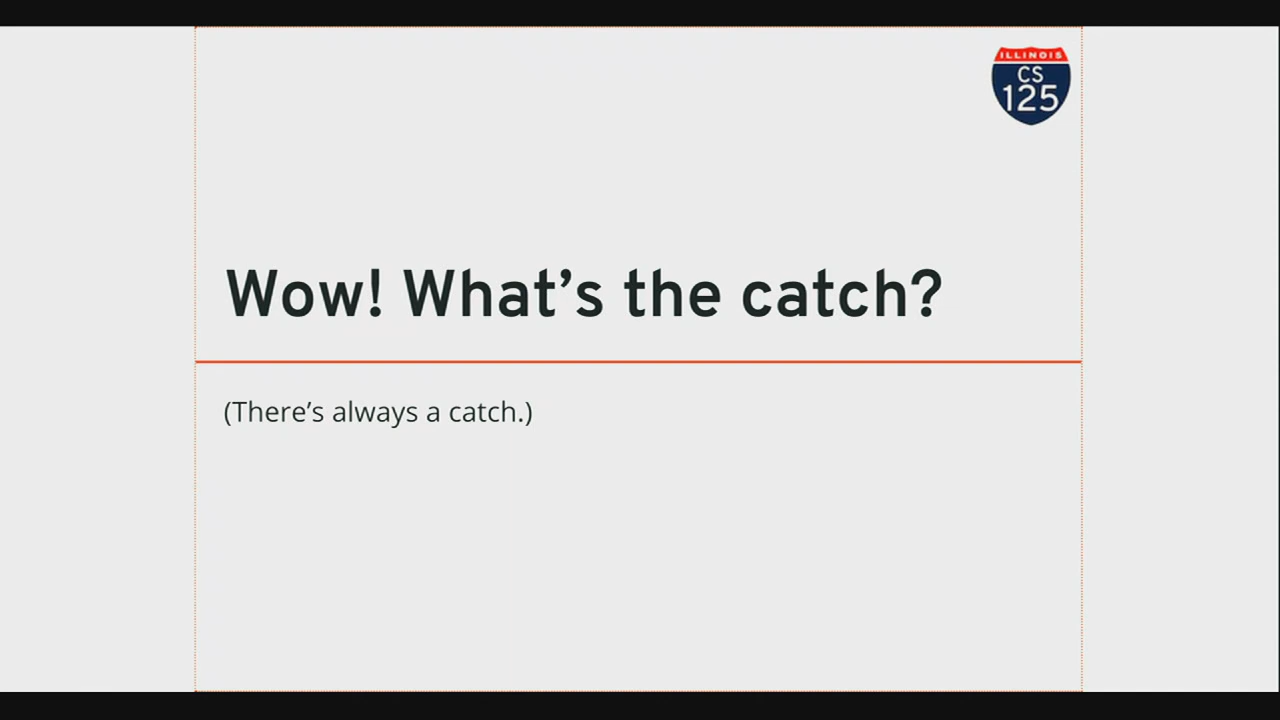 ILLINOIS
CS
125
Wow! What’s the catch?
(There’s always a catch.)